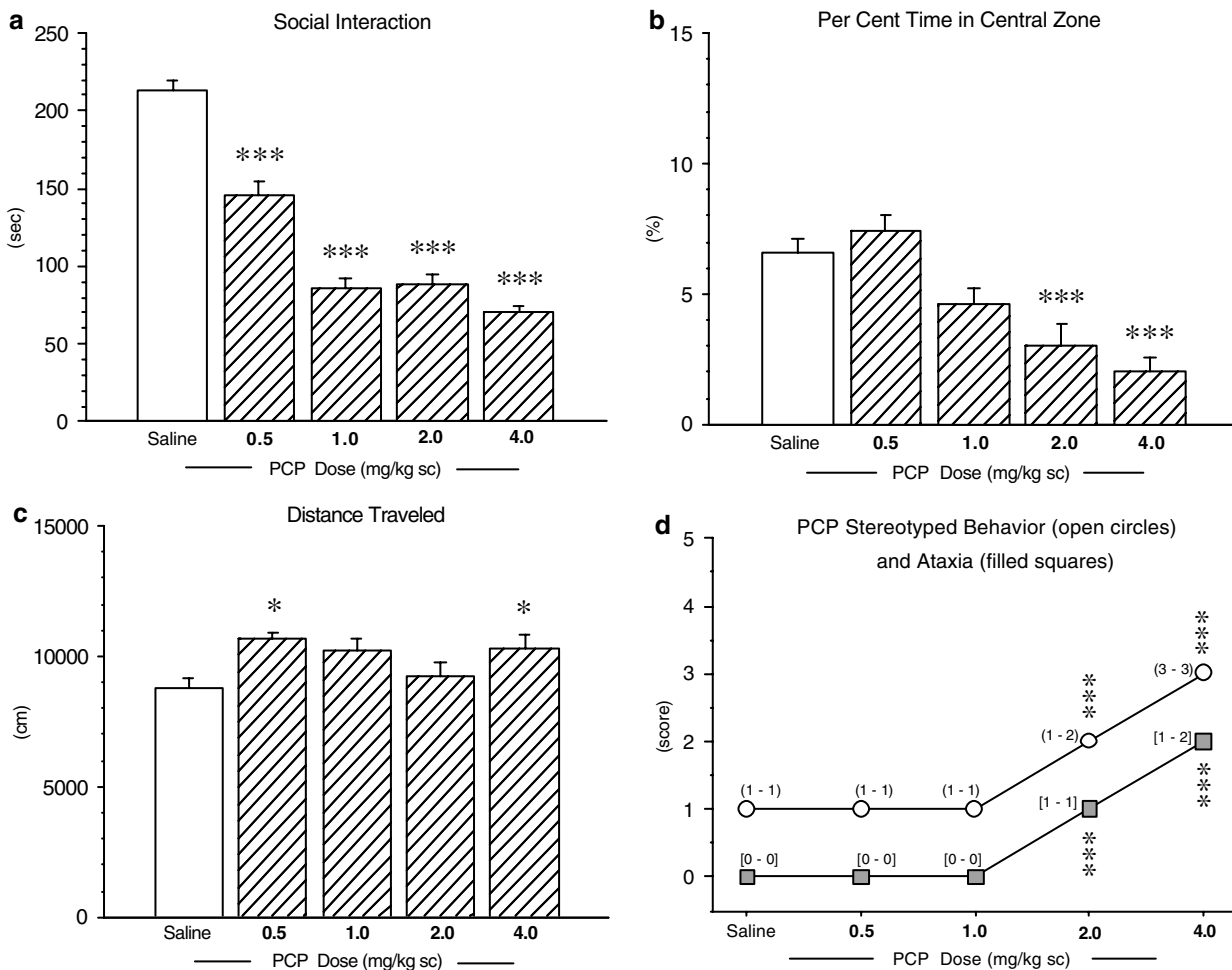 a Social Interaction
250
200
150
100
50
0
(sec)
***
***
***
***
Saline 0.5 1.0 2.0 4.0
PCP Dose (mg/kg sc)
b Per Cent Time in Central Zone
15
10
5
0
(%)
***
***
Saline 0.5 1.0 2.0 4.0
PCP Dose (mg/kg sc)
c Distance Traveled
15000
10000
5000
0
(cm)
*
*
Saline 0.5 1.0 2.0 4.0
PCP Dose (mg/kg sc)
d PCP Stereotyped Behavior (open circles)
and Ataxia (filled squares)
5
4
3
2
1
0
(score)
(1 - 1) (1 - 1) (1 - 1) (1 - 2) (3 - 3)
***
***
[0 - 0] [0 - 0] [0 - 0] [1 - 1] [1 - 2]
***
***
Saline 0.5 1.0 2.0 4.0
PCP Dose (mg/kg sc)